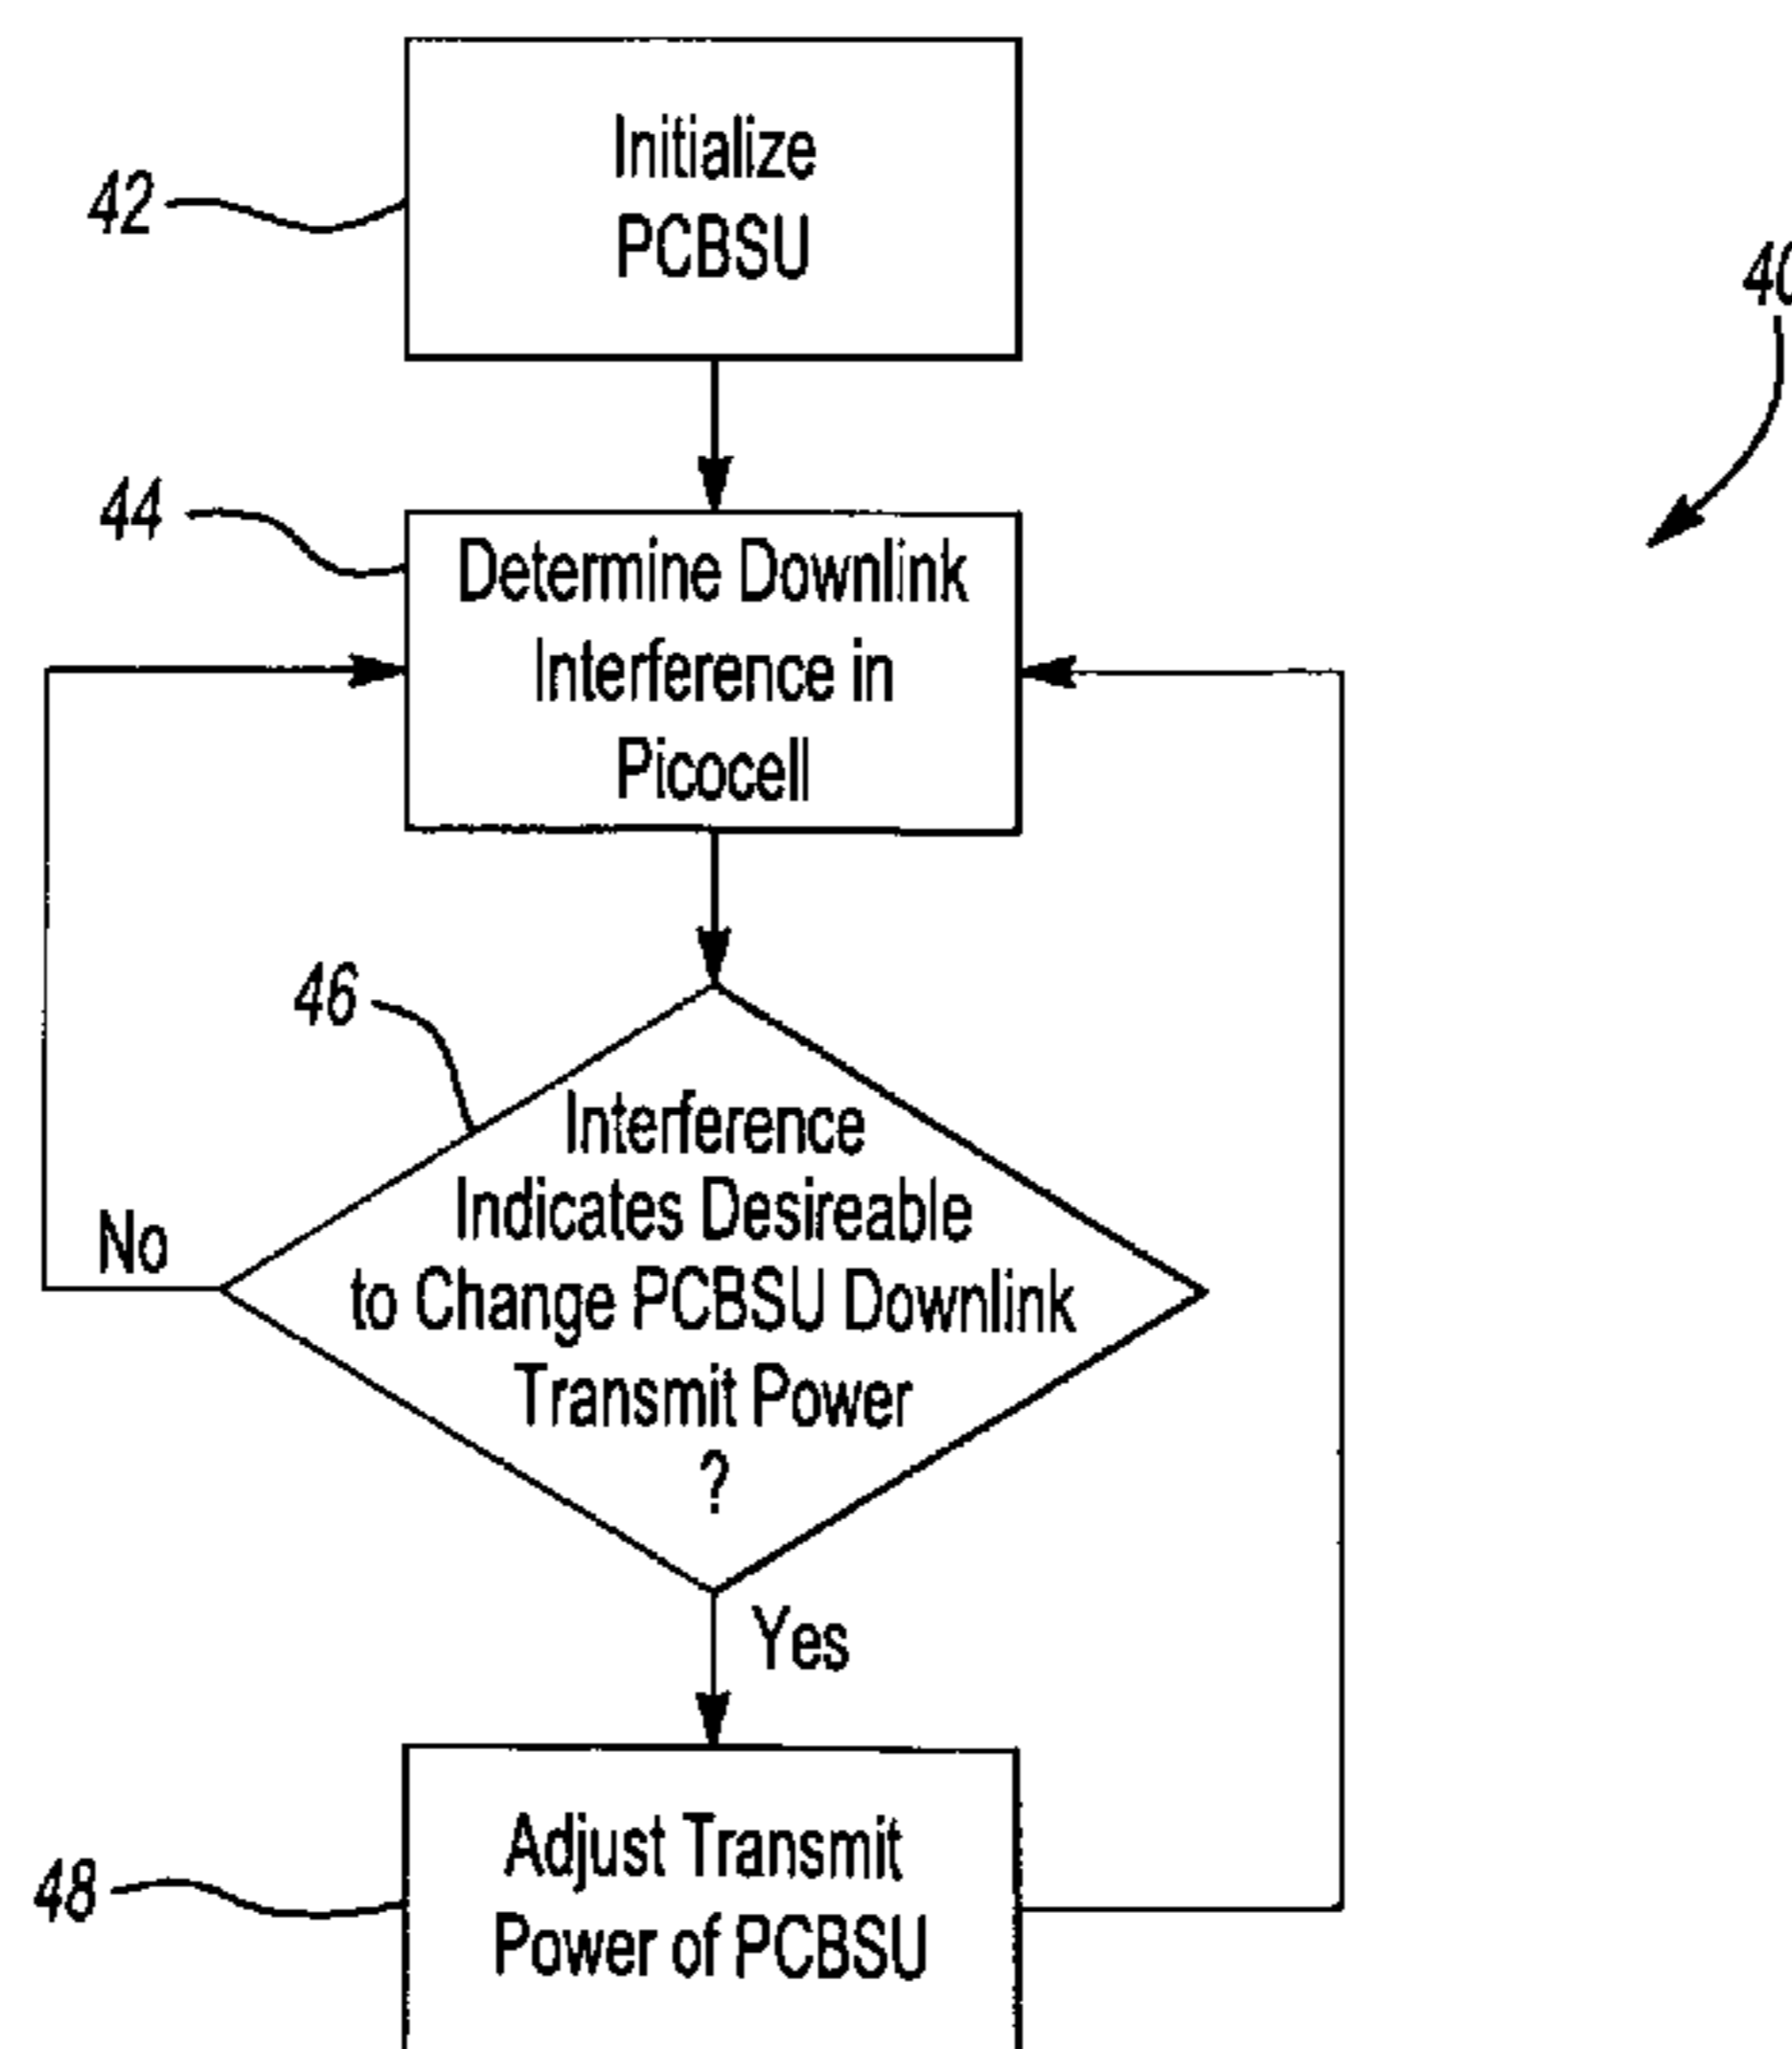 42
Initialize
PCBSU
40
44
Determine Downlink
Interference in
Picocell
46
Interference
Indicates Desireable
to Change PCBSU Downlink
Transmit Power
?
No
Yes
48
Adjust Transmit
Power of PCBSU